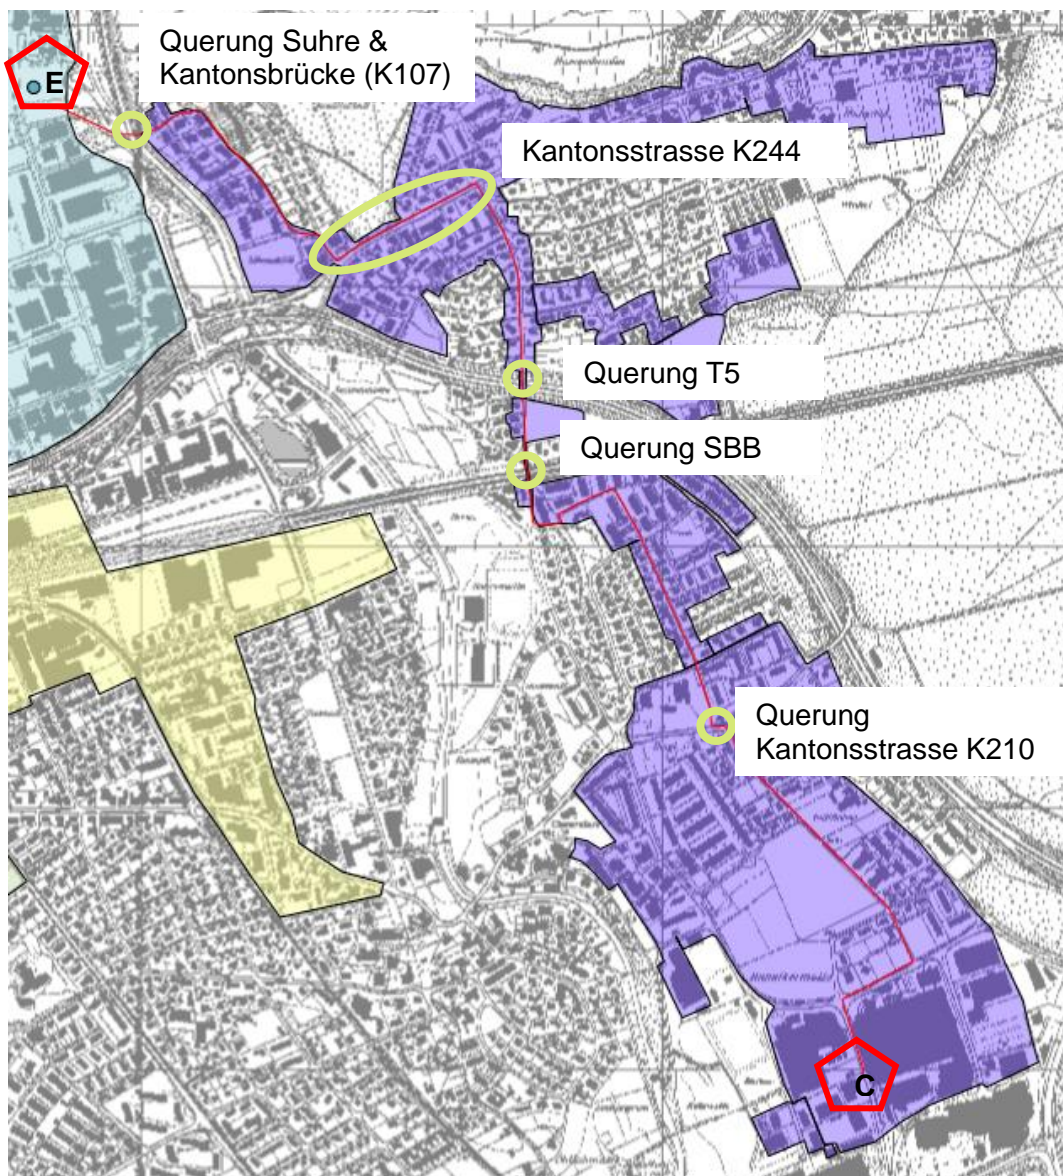 Querung Suhre &
Kantonsbrücke (K107)
E
Kantonsstrasse K244
Querung T5
Querung SBB
Querung
Kantonsstrasse K210
C